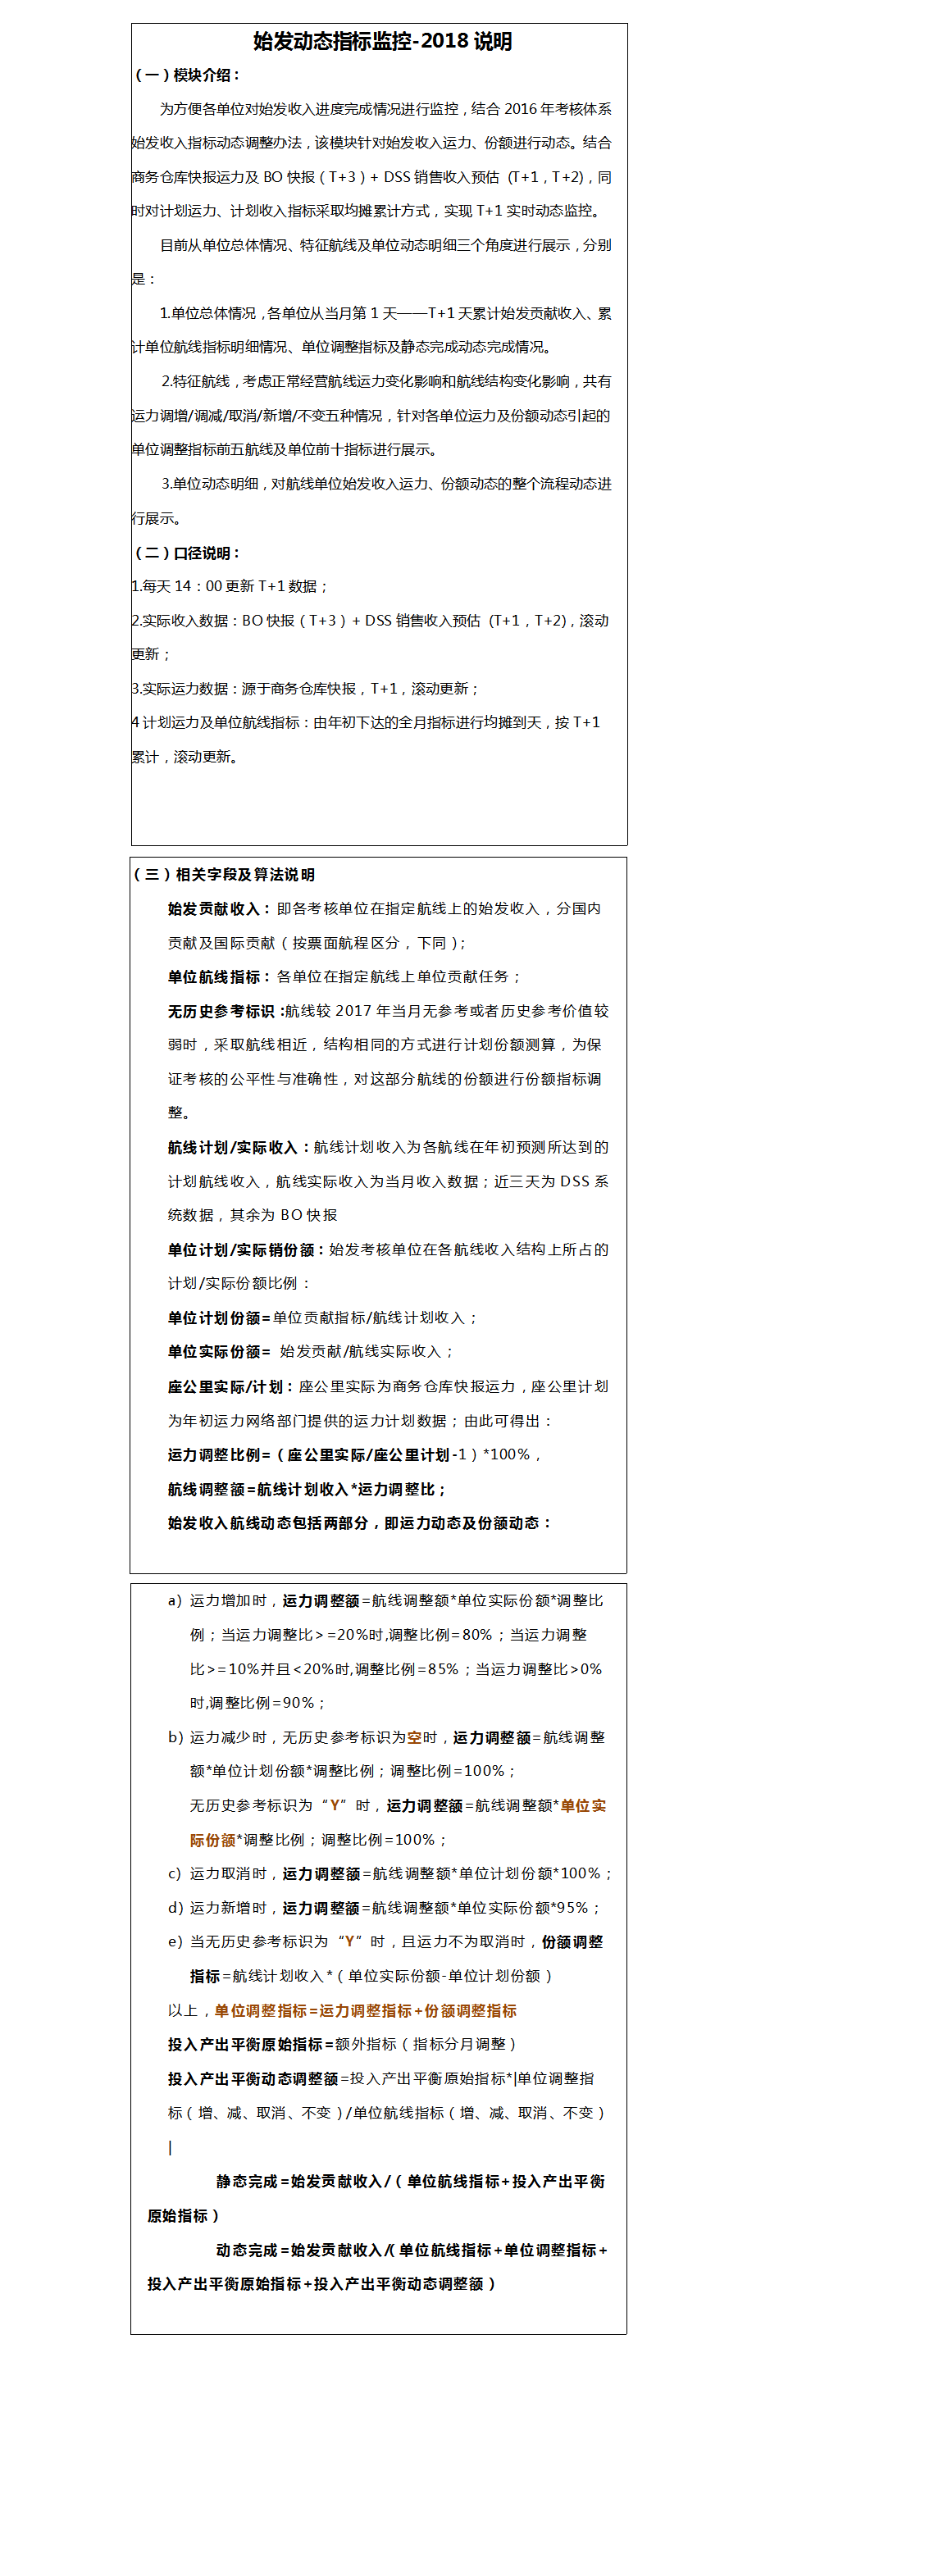 始发动态指标监控-2018 说明
（一）模块介绍：
为方便各单位对始发收入进度完成情况进行监控，结合 2016 年考核体系
始发收入指标动态调整办法，该模块针对始发收入运力、份额进行动态。结合
商务仓库快报运力及 BO 快报（T+3）+ DSS 销售收入预估（T+1，T+2），同
时对计划运力、计划收入指标采取均摊累计方式，实现 T+1 实时动态监控。
目前从单位总体情况、特征航线及单位动态明细三个角度进行展示，分别
是：
1.单位总体情况，各单位从当月第 1 天——T+1 天累计始发贡献收入、累
计单位航线指标明细情况、单位调整指标及静态完成动态完成情况。
2.特征航线，考虑正常经营航线运力变化影响和航线结构变化影响，共有
运力调增/调减/取消/新增/不变五种情况，针对各单位运力及份额动态引起的
单位调整指标前五航线及单位前十指标进行展示。
3.单位动态明细，对航线单位始发收入运力、份额动态的整个流程动态进
行展示。
（二）口径说明：
1.每天 14：00 更新 T+1 数据；
2.实际收入数据：BO 快报（T+3）+ DSS 销售收入预估（T+1，T+2），滚动
更新；
3.实际运力数据：源于商务仓库快报，T+1，滚动更新；
4 计划运力及单位航线指标：由年初下达的全月指标进行均摊到天，按 T+1
累计，滚动更新。
（三）相关字段及算法说明
始发贡献收入：即各考核单位在指定航线上的始发收入，分国内
贡献及国际贡献（按票面航程区分，下同）；
单位航线指标：各单位在指定航线上单位贡献任务；
无历史参考标识:航线较 2017 年当月无参考或者历史参考价值较
弱时，采取航线相近，结构相同的方式进行计划份额测算，为保
证考核的公平性与准确性，对这部分航线的份额进行份额指标调
整。
航线计划/实际收入：航线计划收入为各航线在年初预测所达到的
计划航线收入，航线实际收入为当月收入数据；近三天为 DSS 系
统数据，其余为 BO 快报
单位计划/实际销份额：始发考核单位在各航线收入结构上所占的
计划/实际份额比例：
单位计划份额=单位贡献指标/航线计划收入；
单位实际份额= 始发贡献/航线实际收入；
座公里实际/计划：座公里实际为商务仓库快报运力，座公里计划
为年初运力网络部门提供的运力计划数据；由此可得出：
运力调整比例=（座公里实际/座公里计划-1）*100%，
航线调整额=航线计划收入*运力调整比；
始发收入航线动态包括两部分，即运力动态及份额动态：
a) 运力增加时，运力调整额=航线调整额*单位实际份额*调整比
例；当运力调整比>=20%时,调整比例=80%；当运力调整
比>=10%并且<20%时,调整比例=85%；当运力调整比>0%
时,调整比例=90%；
b) 运力减少时，无历史参考标识为空时，运力调整额=航线调整
额*单位计划份额*调整比例；调整比例=100%；
无历史参考标识为“Y”时，运力调整额=航线调整额*单位实
际份额*调整比例；调整比例=100%；
c) 运力取消时，运力调整额=航线调整额*单位计划份额*100%；
d) 运力新增时，运力调整额=航线调整额*单位实际份额*95%；
e) 当无历史参考标识为“Y”时，且运力不为取消时，份额调整
指标=航线计划收入*（单位实际份额-单位计划份额）
以上，单位调整指标=运力调整指标+份额调整指标
投入产出平衡原始指标=额外指标（指标分月调整）
投入产出平衡动态调整额=投入产出平衡原始指标*|单位调整指
标（增、减、取消、不变）/单位航线指标（增、减、取消、不变）
|
静态完成=始发贡献收入/（单位航线指标+投入产出平衡
原始指标）
动态完成=始发贡献收入/（单位航线指标+单位调整指标+
投入产出平衡原始指标+投入产出平衡动态调整额）